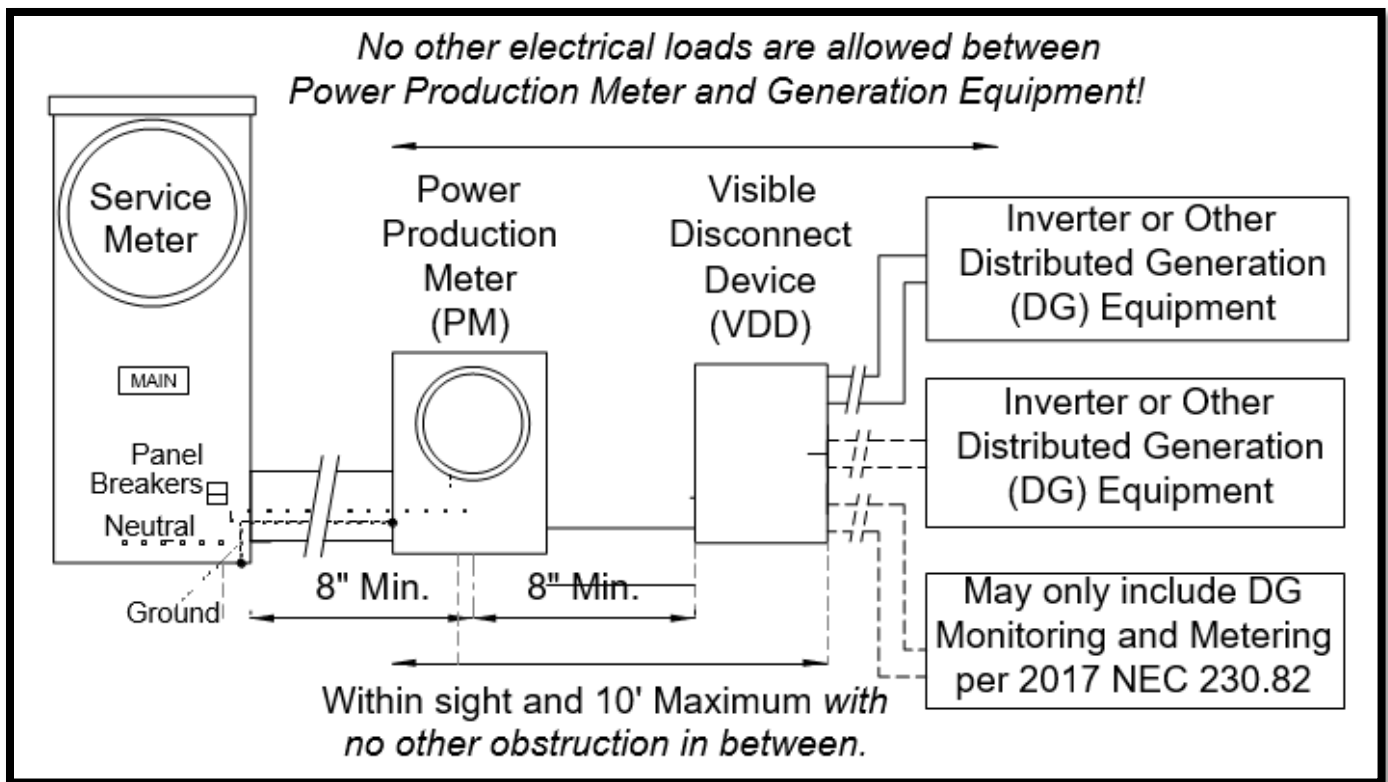 No other electrical loads are allowed between
Power Production Meter and Generation Equipment!
Service
Meter
MAIN
Panel
Breakers
Neutral
Ground
Power
Production
Meter
(PM)
Visible
Disconnect
Device
(VDD)
Inverter or Other
Distributed Generation
(DG) Equipment
Inverter or Other
Distributed Generation
(DG) Equipment
May only include DG
Monitoring and Metering
per 2017 NEC 230.82
8" Min.
8" Min.
Within sight and 10' Maximum with
no other obstruction in between.